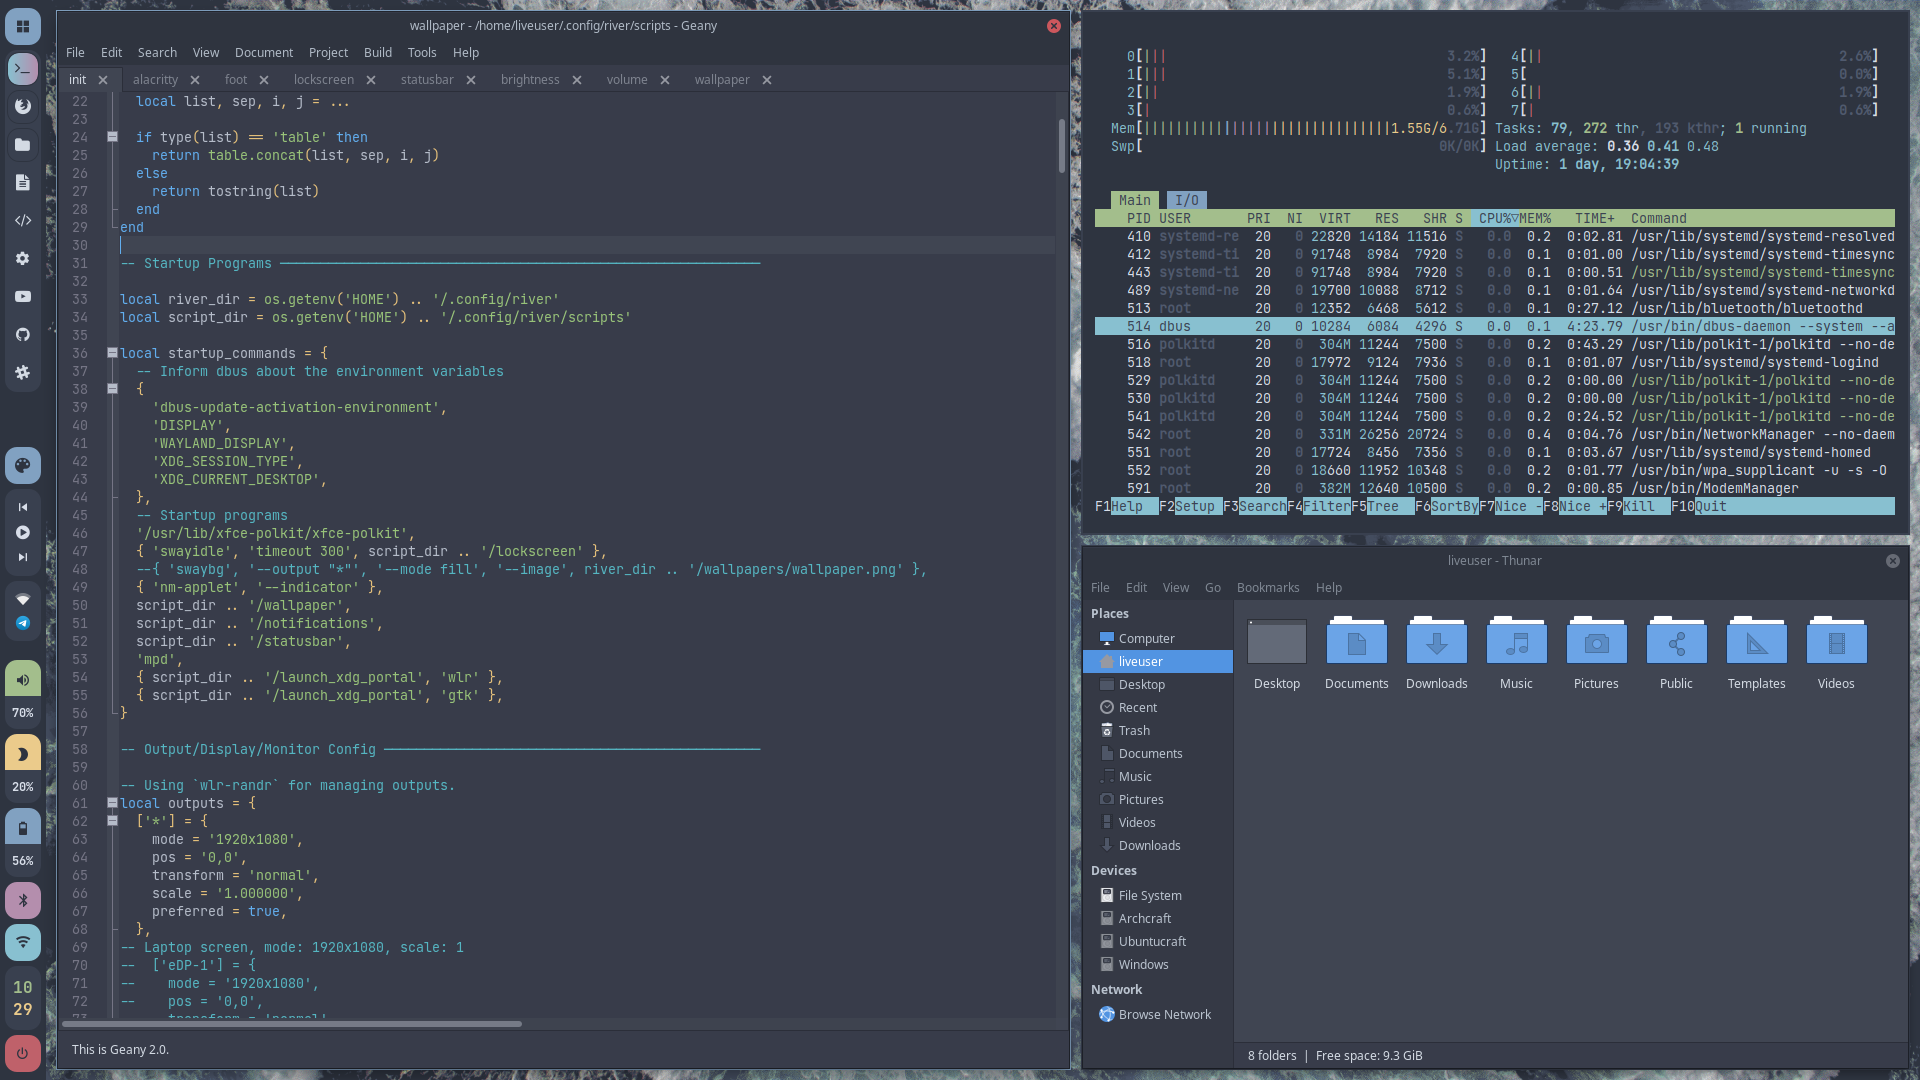 wallpaper - /home/liveuser/.config/river/scripts - Geany
File Edit Search View Document Project Build Tools Help
init alacritty foot lockscreen statusbar brightness volume wallpaper
22 local list, sep, i, j = ...
23
24 if type(list) == 'table' then
25 return table.concat(list, sep, i, j)
26 else
27 return tostring(list)
28 end
29 end
30
31 -- Startup Programs ────────────────────────────────────────────────────────────
32
33 local river_dir = os.getenv('HOME') .. '/.config/river'
34 local script_dir = os.getenv('HOME') .. '/.config/river/scripts'
35
36 local startup_commands = {
37 -- Inform dbus about the environment variables
38 {
39 'dbus-update-activation-environment',
40 'DISPLAY',
41 'WAYLAND_DISPLAY',
42 'XDG_SESSION_TYPE',
43 'XDG_CURRENT_DESKTOP',
44 },
45 -- Startup programs
46 '/usr/lib/xfce-polkit/xfce-polkit',
47 { 'swayidle', 'timeout 300', script_dir .. '/lockscreen' },
48 --{ 'swaybg', '--output "*"', '--mode fill', '--image', river_dir .. '/wallpapers/wallpaper.png' },
49 { 'nm-applet', '--indicator' },
50 script_dir .. '/wallpaper',
51 script_dir .. '/notifications',
52 script_dir .. '/statusbar',
53 'mpd',
54 { script_dir .. '/launch_xdg_portal', 'wlr' },
55 { script_dir .. '/launch_xdg_portal', 'gtk' },
56 }
57
58 -- Output/Display/Monitor Config ───────────────────────────────────────────────
59
60 -- Using `wlr-randr` for managing outputs.
61 local outputs = {
62 ['*'] = {
63 mode = '1920x1080',
64 pos = '0,0',
65 transform = 'normal',
66 scale = '1.000000',
67 preferred = true,
68 },
69 -- Laptop screen, mode: 1920x1080, scale: 1
70 -- ['eDP-1'] = {
71 -- mode = '1920x1080',
72 -- pos = '0,0',
This is Geany 2.0.
70%
20%
56%
10
29
0[||| 3.2%] 4[|| 2.6%]
1[||| 5.1%] 5[ 0.0%]
2[|| 1.9%] 6[|| 1.9%]
3[| 0.6%] 7[| 0.6%]
Mem[|||||||||||||||||||||||||||||||1.55G/6.71G] Tasks: 79, 272 thr, 193 kthr; 1 running
Swp[ 0K/0K] Load average: 0.36 0.41 0.48
Uptime: 1 day, 19:04:39
Main I/O
PID USER PRI NI VIRT RES SHR S CPU%▽MEM% TIME+ Command
410 systemd-re 20 0 22820 14184 11516 S 0.0 0.2 0:02.81 /usr/lib/systemd/systemd-resolved
412 systemd-ti 20 0 91748 8984 7920 S 0.0 0.1 0:01.00 /usr/lib/systemd/systemd-timesync
443 systemd-ti 20 0 91748 8984 7920 S 0.0 0.1 0:00.51 /usr/lib/systemd/systemd-timesync
489 systemd-ne 20 0 19700 10088 8712 S 0.0 0.1 0:01.64 /usr/lib/systemd/systemd-networkd
513 root 20 0 12352 6468 5612 S 0.0 0.1 0:27.12 /usr/lib/bluetooth/bluetoothd
514 dbus 20 0 10284 6084 4296 S 0.0 0.1 4:23.79 /usr/bin/dbus-daemon --system --a
516 polkitd 20 0 304M 11244 7500 S 0.0 0.2 0:43.29 /usr/lib/polkit-1/polkitd --no-de
518 root 20 0 17972 9124 7936 S 0.0 0.1 0:01.07 /usr/lib/systemd/systemd-logind
529 polkitd 20 0 304M 11244 7500 S 0.0 0.2 0:00.00 /usr/lib/polkit-1/polkitd --no-de
530 polkitd 20 0 304M 11244 7500 S 0.0 0.2 0:00.00 /usr/lib/polkit-1/polkitd --no-de
541 polkitd 20 0 304M 11244 7500 S 0.0 0.2 0:24.52 /usr/lib/polkit-1/polkitd --no-de
542 root 20 0 331M 26256 20724 S 0.0 0.4 0:04.76 /usr/bin/NetworkManager --no-daem
551 root 20 0 17724 8456 7356 S 0.0 0.1 0:03.67 /usr/lib/systemd/systemd-homed
552 root 20 0 18660 11952 10348 S 0.0 0.2 0:01.77 /usr/bin/wpa_supplicant -u -s -O
591 root 20 0 382M 12640 10500 S 0.0 0.2 0:00.85 /usr/bin/ModemManager
F1Help F2Setup F3SearchF4FilterF5Tree F6SortByF7Nice -F8Nice +F9Kill F10Quit
liveuser - Thunar
File Edit View Go Bookmarks Help
Places
Computer
liveuser
Desktop
Recent
Trash
Documents
Music
Pictures
Videos
Downloads
Devices
File System
Archcraft
Ubuntucraft
Windows
Network
Browse Network
Desktop Documents Downloads Music Pictures Public Templates Videos
8 folders | Free space: 9.3 GiB